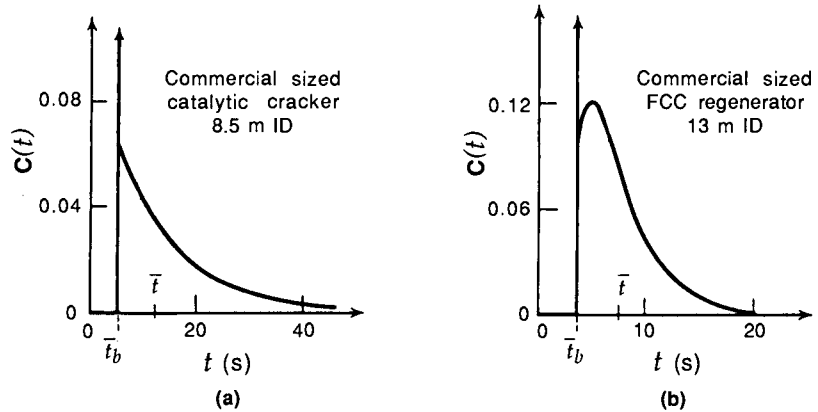 Commercial sized
catalytic cracker
8.5 m ID
0.08
C(t)
0.04
0
t̄
0
20
40
t̄b
t (s)
(a)
Commercial sized
FCC regenerator
13 m ID
0.12
C(t)
0.06
0
t̄
0
10
20
t̄b
t (s)
(b)